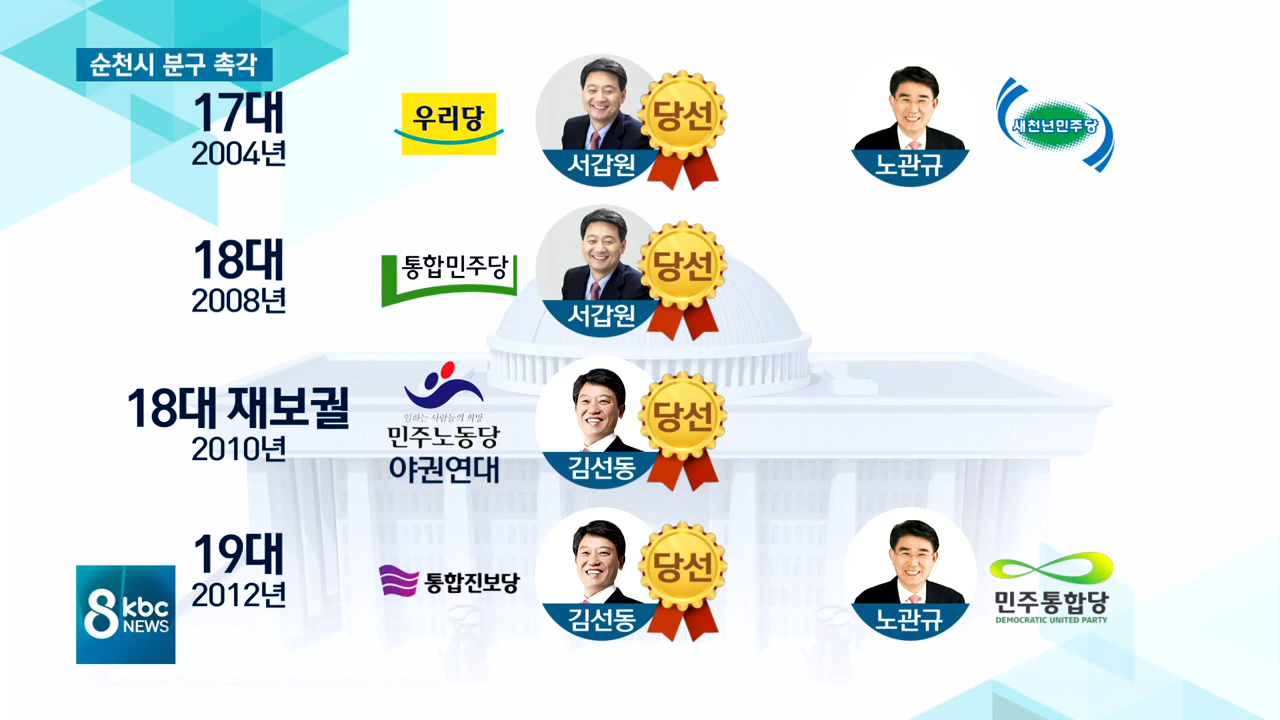 순천시 분구 촉각
17대
2004년
우리당
서갑원
당선
노관규
새천년민주당
18대
2008년
통합민주당
서갑원
당선
18대 재보궐
2010년
일하는 사람들의 희망
민주노동당
야권연대
김선동
당선
19대
2012년
통합진보당
김선동
당선
노관규
민주통합당
DEMOCRATIC UNITED PARTY
8 kbc
NEWS